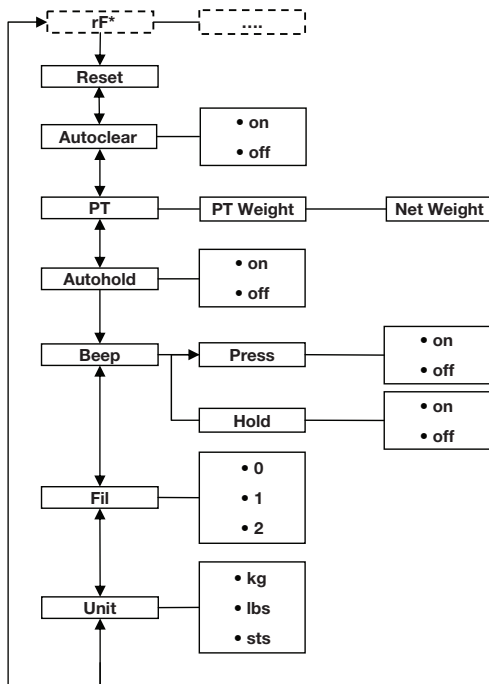 rF* ....
Reset
Autoclear
• on
• off
PT PT Weight Net Weight
Autohold
• on
• off
Beep Press
• on
• off
Hold
• on
• off
Fil
• 0
• 1
• 2
Unit
• kg
• lbs
• sts